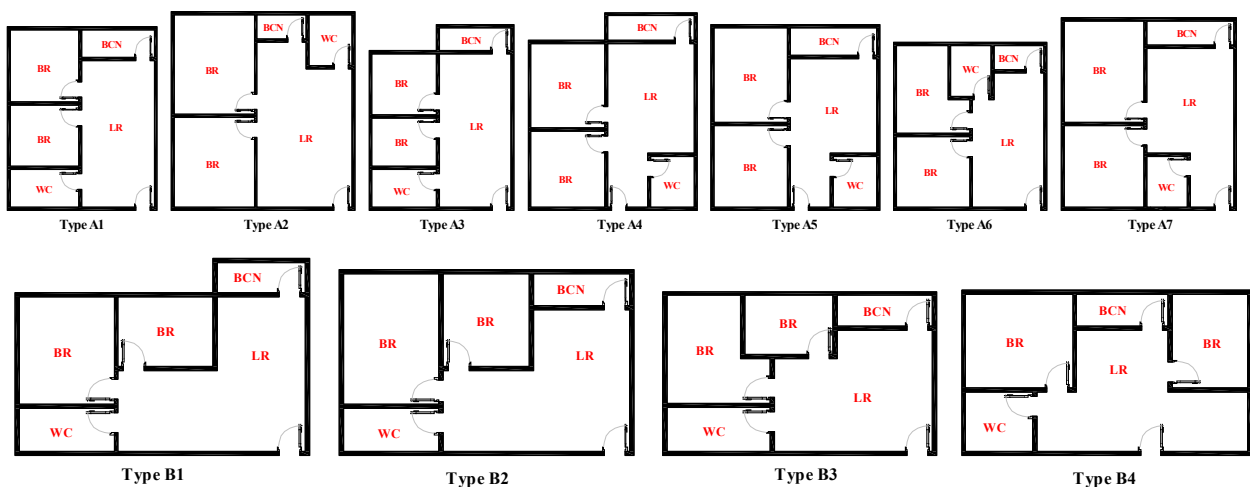 BCN
BR
LR
BR
WC
Type A1
BCN
WC
BR
LR
BR
Type A2
BCN
BR
LR
BR
WC
Type A3
BCN
BR
LR
BR
WC
Type A4
BCN
BR
LR
BR
WC
Type A5
WC
BCN
BR
LR
BR
Type A6
BCN
BR
LR
BR
WC
Type A7
BCN
BR
BR
LR
WC
Type B1
BCN
BR
BR
LR
WC
Type B2
BCN
BR
BR
LR
WC
Type B3
BCN
BR
BR
LR
WC
Type B4